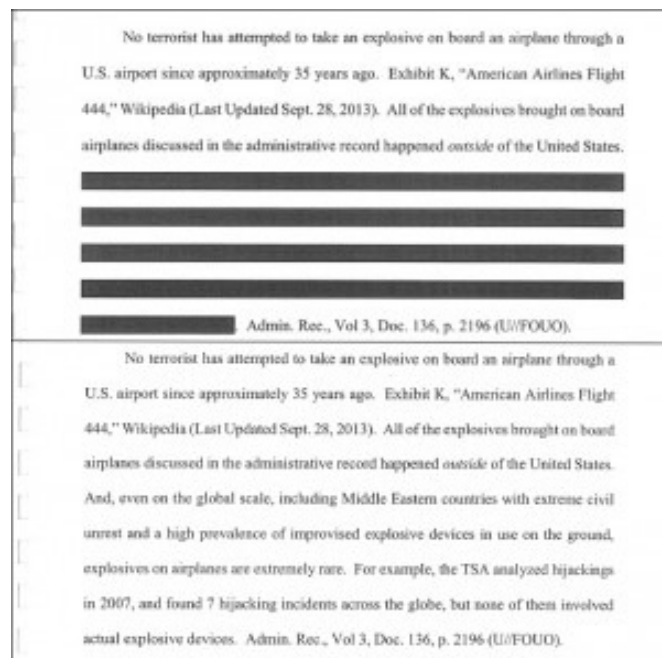 No terrorist has attempted to take an explosive on board an airplane through a
U.S. airport since approximately 35 years ago. Exhibit K, “American Airlines Flight
444,” Wikipedia (Last Updated Sept. 28, 2013). All of the explosives brought on board
airplanes discussed in the administrative record happened outside of the United States.
. Admin. Rec., Vol 3, Doc. 136, p. 2196 (U//FOUO).
No terrorist has attempted to take an explosive on board an airplane through a
U.S. airport since approximately 35 years ago. Exhibit K, “American Airlines Flight
444,” Wikipedia (Last Updated Sept. 28, 2013). All of the explosives brought on board
airplanes discussed in the administrative record happened outside of the United States.
And, even on the global scale, including Middle Eastern countries with extreme civil
unrest and a high prevalence of improvised explosive devices in use on the ground,
explosives on airplanes are extremely rare. For example, the TSA analyzed hijackings
in 2007, and found 7 hijacking incidents across the globe, but none of them involved
actual explosive devices. Admin. Rec., Vol 3, Doc. 136, p. 2196 (U//FOUO).